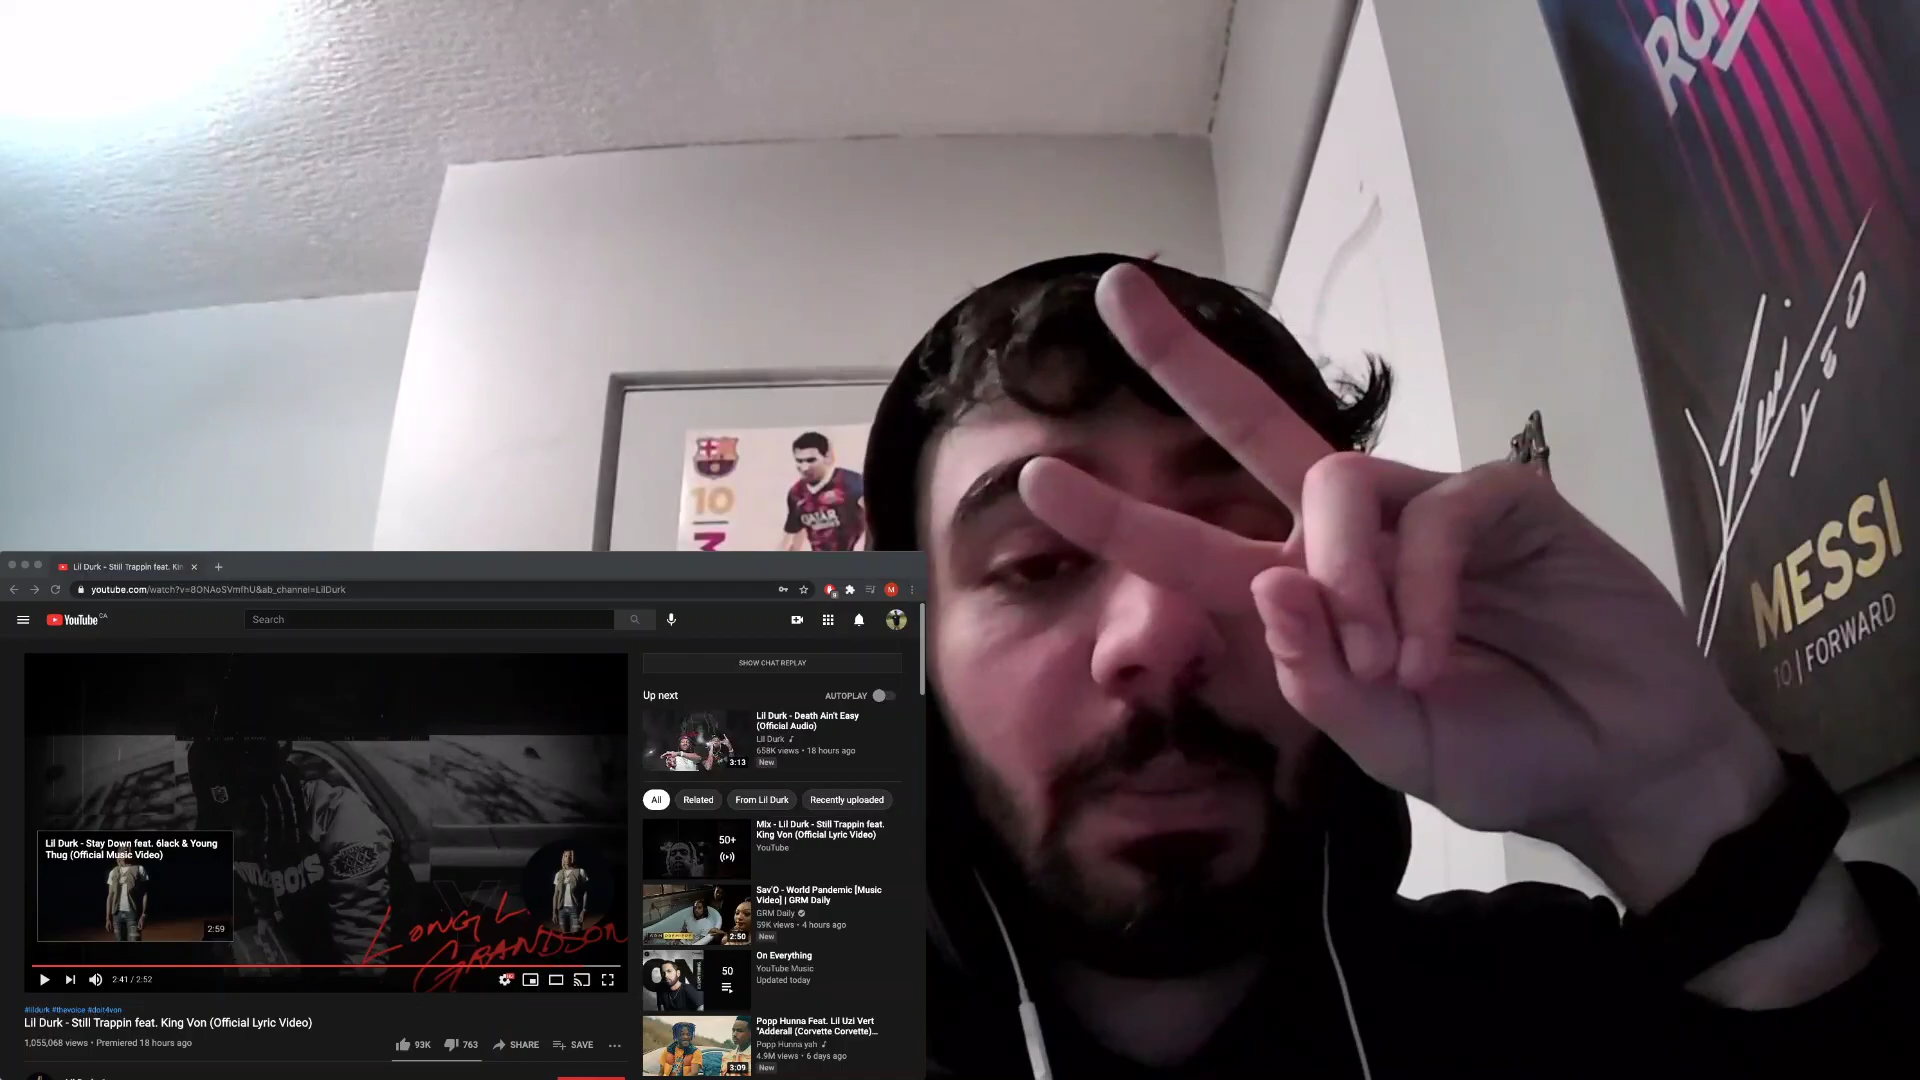 Lil Durk - Still Trappin feat. Kin
youtube.com/watch?v=8ONAoSVmfhU&ab_channel=LilDurk
M
YouTube CA
Search
SHOW CHAT REPLAY
Up next
AUTOPLAY
Lil Durk - Death Ain't Easy
(Official Audio)
Lil Durk
658K views • 18 hours ago
New
3:13
All
Related
From Lil Durk
Recently uploaded
Mix - Lil Durk - Still Trappin feat.
King Von (Official Lyric Video)
YouTube
50+
Sav'O - World Pandemic [Music
Video] | GRM Daily
GRM Daily
59K views • 4 hours ago
New
2:50
On Everything
YouTube Music
Updated today
50
Popp Hunna Feat. Lil Uzi Vert
"Adderall (Corvette Corvette)...
Popp Hunna yah
4.9M views • 6 days ago
New
3:09
Lil Durk - Stay Down feat. 6lack & Young
Thug (Official Music Video)
2:59
BOYS
LONG L
GRANDSON
2:41 / 2:52
#lildurk #thevoice #doit4von
Lil Durk - Still Trappin feat. King Von (Official Lyric Video)
1,055,068 views • Premiered 18 hours ago
93K
763
SHARE
SAVE
10
QATAR
MESSI
10 | FORWARD